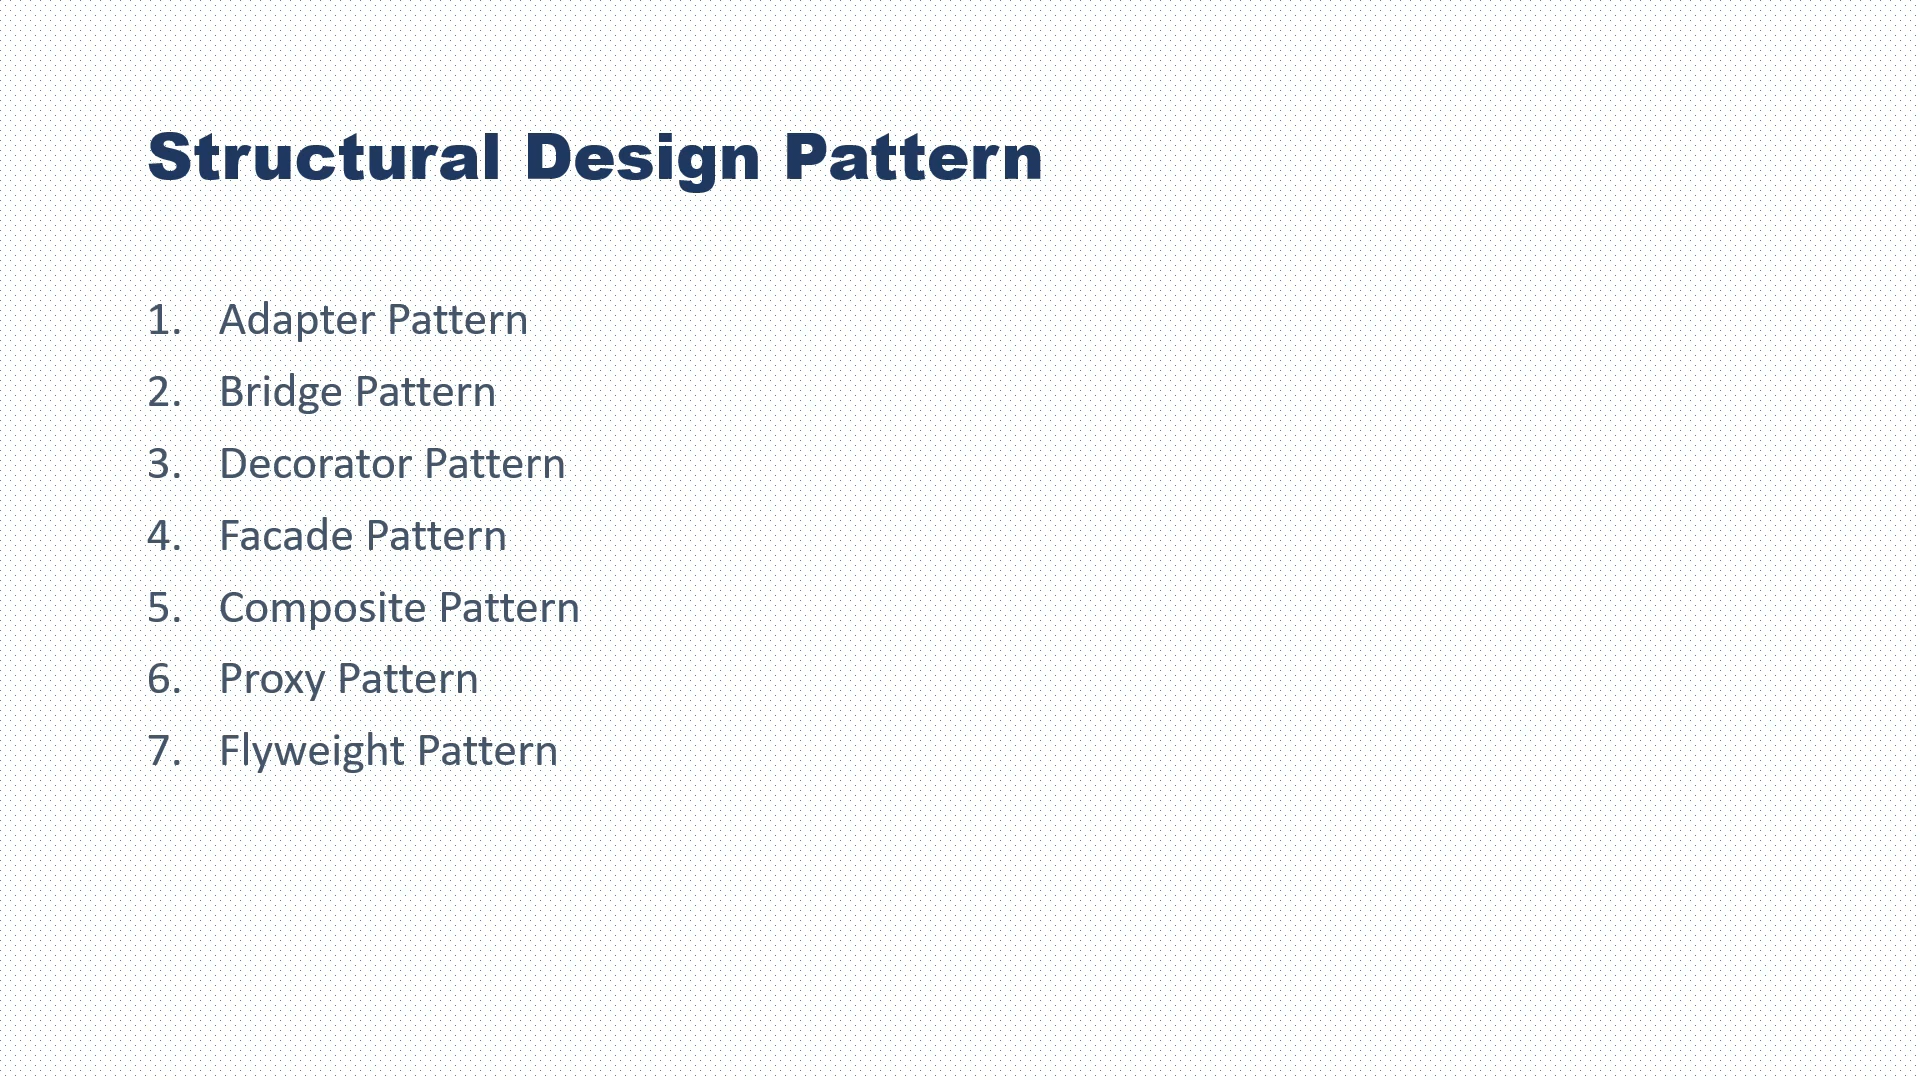 Structural Design Pattern
1. Adapter Pattern
2. Bridge Pattern
3. Decorator Pattern
4. Facade Pattern
5. Composite Pattern
6. Proxy Pattern
7. Flyweight Pattern